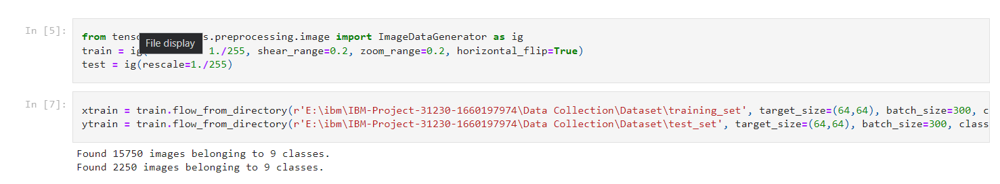 In [5]:
from tens s.preprocessing.image import ImageDataGenerator as ig
File display
train = ig 1./255, shear_range=0.2, zoom_range=0.2, horizontal_flip=True)
test = ig(rescale=1./255)
In [7]:
xtrain = train.flow_from_directory(r'E:\ibm\IBM-Project-31230-1660197974\Data Collection\Dataset\training_set', target_size=(64,64), batch_size=300, c
ytrain = train.flow_from_directory(r'E:\ibm\IBM-Project-31230-1660197974\Data Collection\Dataset\test_set', target_size=(64,64), batch_size=300, class
Found 15750 images belonging to 9 classes.
Found 2250 images belonging to 9 classes.